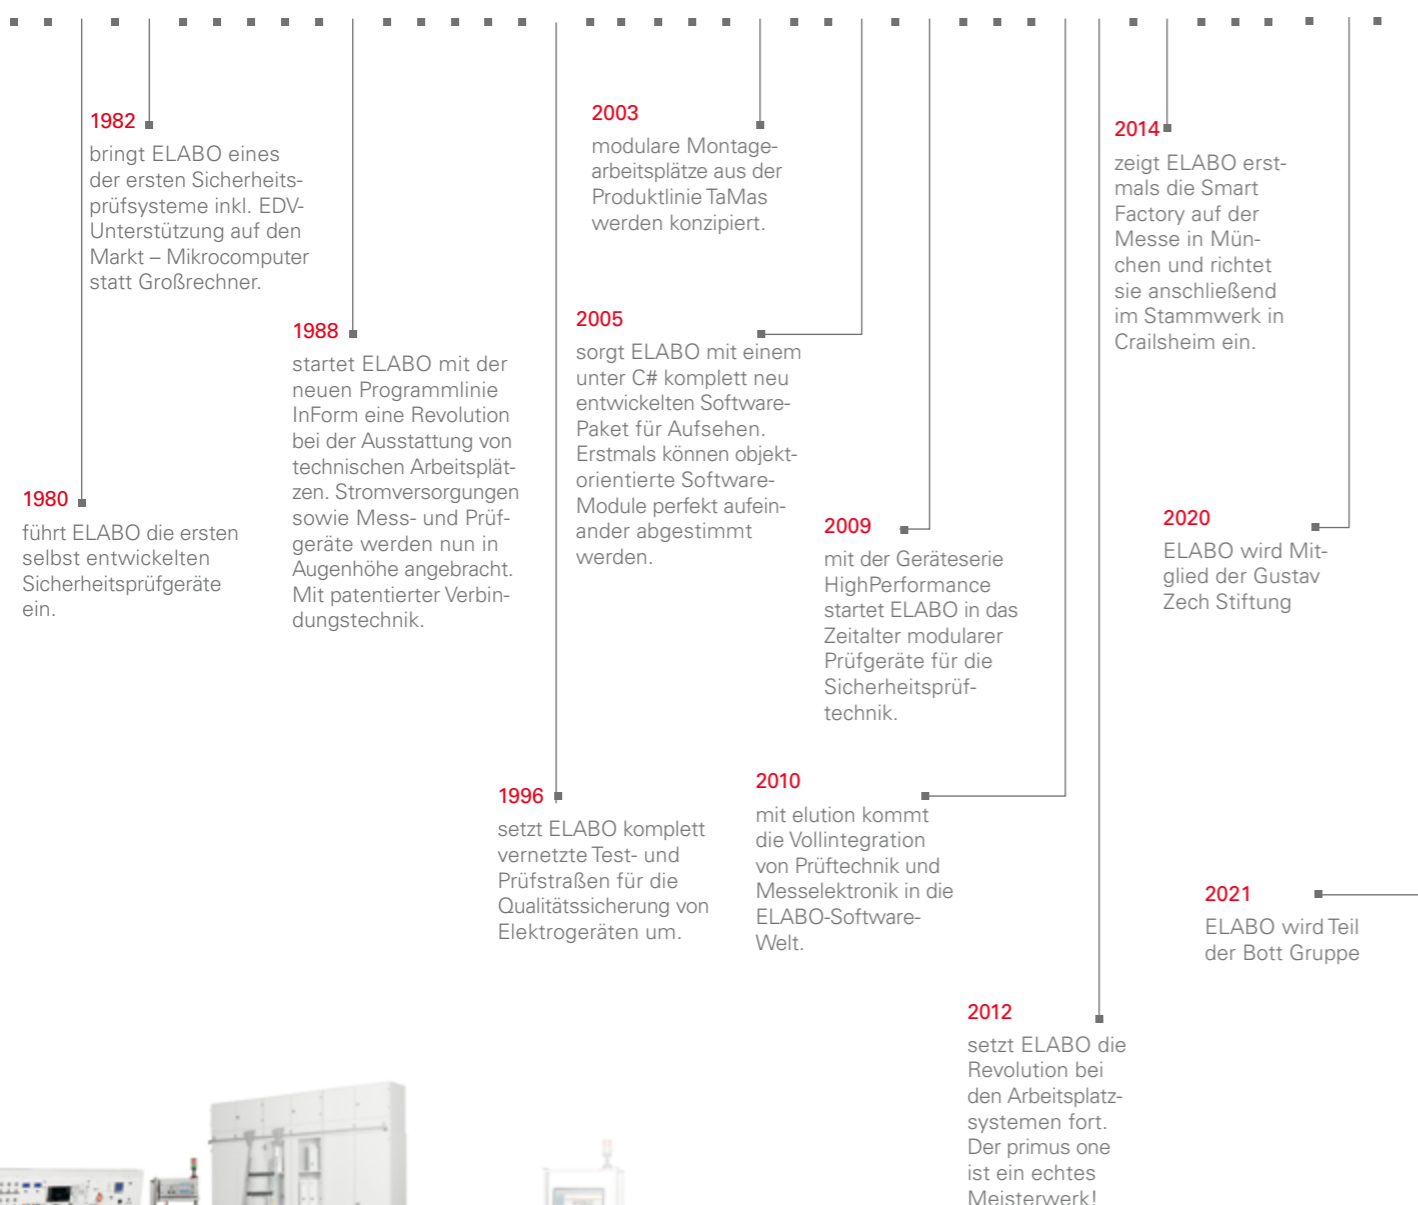 1980
führt ELABO die ersten
selbst entwickelten
Sicherheitsprüfgeräte
ein.
1982
bringt ELABO eines
der ersten Sicherheits-
prüfsysteme inkl. EDV-
Unterstützung auf den
Markt – Mikrocomputer
statt Großrechner.
1988
startet ELABO mit der
neuen Programmlinie
InForm eine Revolution
bei der Ausstattung von
technischen Arbeitsplät-
zen. Stromversorgungen
sowie Mess- und Prüf-
geräte werden nun in
Augenhöhe angebracht.
Mit patentierter Verbin-
dungstechnik.
1996
setzt ELABO komplett
vernetzte Test- und
Prüfstraßen für die
Qualitätssicherung von
Elektrogeräten um.
2003
modulare Montage-
arbeitsplätze aus der
Produktlinie TaMas
werden konzipiert.
2005
sorgt ELABO mit einem
unter C# komplett neu
entwickelten Software-
Paket für Aufsehen.
Erstmals können objekt-
orientierte Software-
Module perfekt aufein-
ander abgestimmt
werden.
2009
mit der Geräteserie
HighPerformance
startet ELABO in das
Zeitalter modularer
Prüfgeräte für die
Sicherheitsprüf-
technik.
2010
mit elution kommt
die Vollintegration
von Prüftechnik und
Messelektronik in die
ELABO-Software-
Welt.
2012
setzt ELABO die
Revolution bei
den Arbeitsplatz-
systemen fort.
Der primus one
ist ein echtes
Meisterwerk!
2014
zeigt ELABO erst-
mals die Smart
Factory auf der
Messe in Mün-
chen und richtet
sie anschließend
im Stammwerk in
Crailsheim ein.
2020
ELABO wird Mit-
glied der Gustav
Zech Stiftung
2021
ELABO wird Teil
der Bott Gruppe